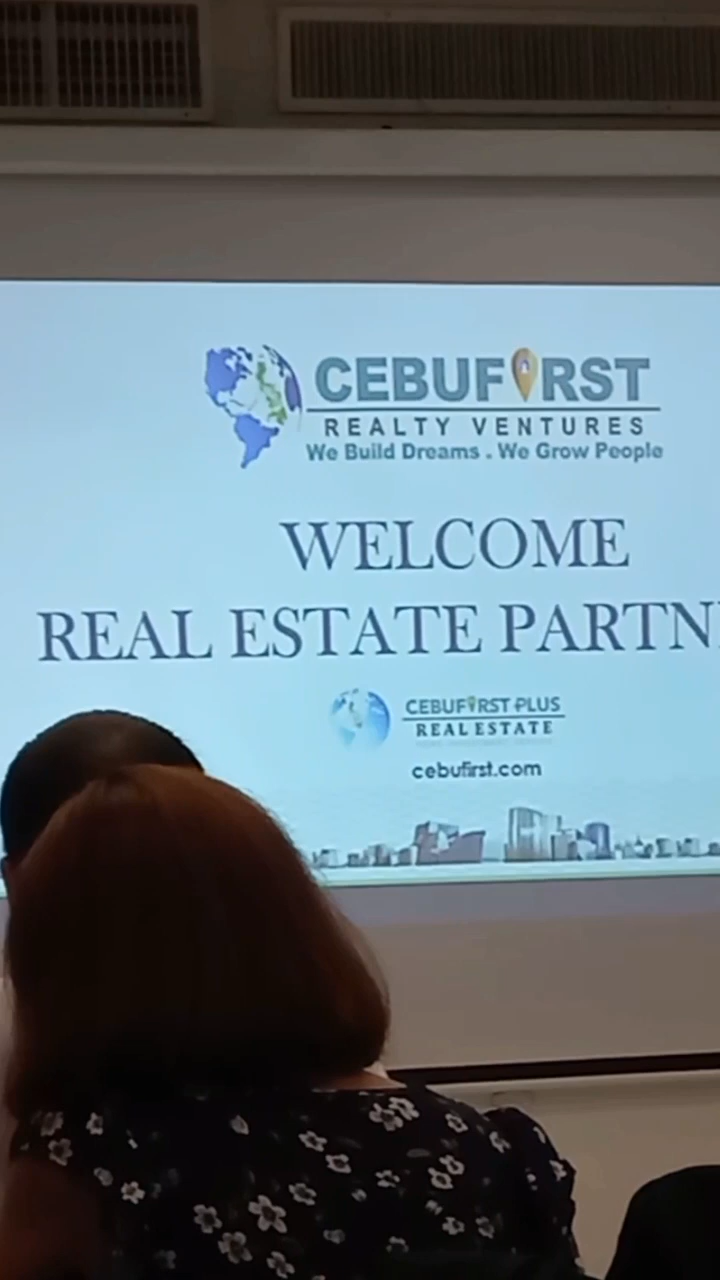 CEBUFIRST
REALTY VENTURES
We Build Dreams . We Grow People
WELCOME
REAL ESTATE PARTN
CEBUFIRST PLUS
REAL ESTATE
cebufirst.com